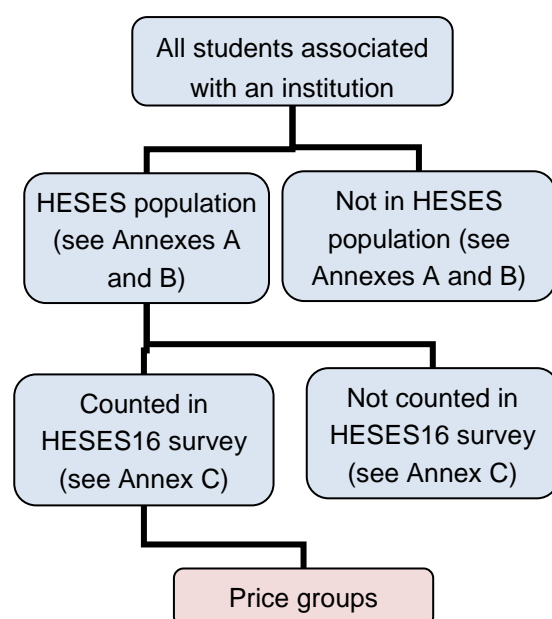 All students associated
with an institution
HESES population
(see Annexes A
and B)
Not in HESES
population (see
Annexes A and B)
Counted in
HESES16 survey
(see Annex C)
Not counted in
HESES16 survey
(see Annex C)
Price groups